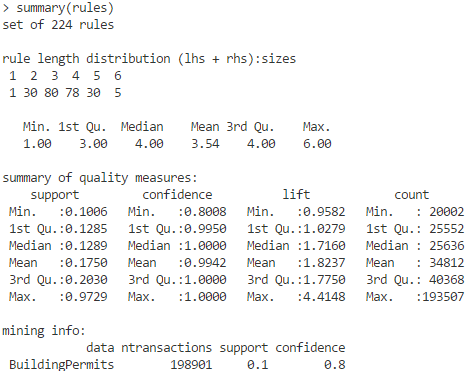 > summary(rules)
set of 224 rules
rule length distribution (lhs + rhs):sizes
1 2 3 4 5 6
1 30 80 78 30 5
Min. 1st Qu. Median Mean 3rd Qu. Max.
1.00 3.00 4.00 3.54 4.00 6.00
summary of quality measures:
support confidence lift count
Min. :0.1006 Min. :0.8008 Min. :0.9582 Min. : 20002
1st Qu.:0.1285 1st Qu.:0.9950 1st Qu.:1.0279 1st Qu.: 25552
Median :0.1289 Median :1.0000 Median :1.7160 Median : 25636
Mean :0.1750 Mean :0.9942 Mean :1.8237 Mean : 34812
3rd Qu.:0.2030 3rd Qu.:1.0000 3rd Qu.:1.7750 3rd Qu.: 40368
Max. :0.9729 Max. :1.0000 Max. :4.4148 Max. :193507
mining info:
data ntransactions support confidence
BuildingPermits 198901 0.1 0.8